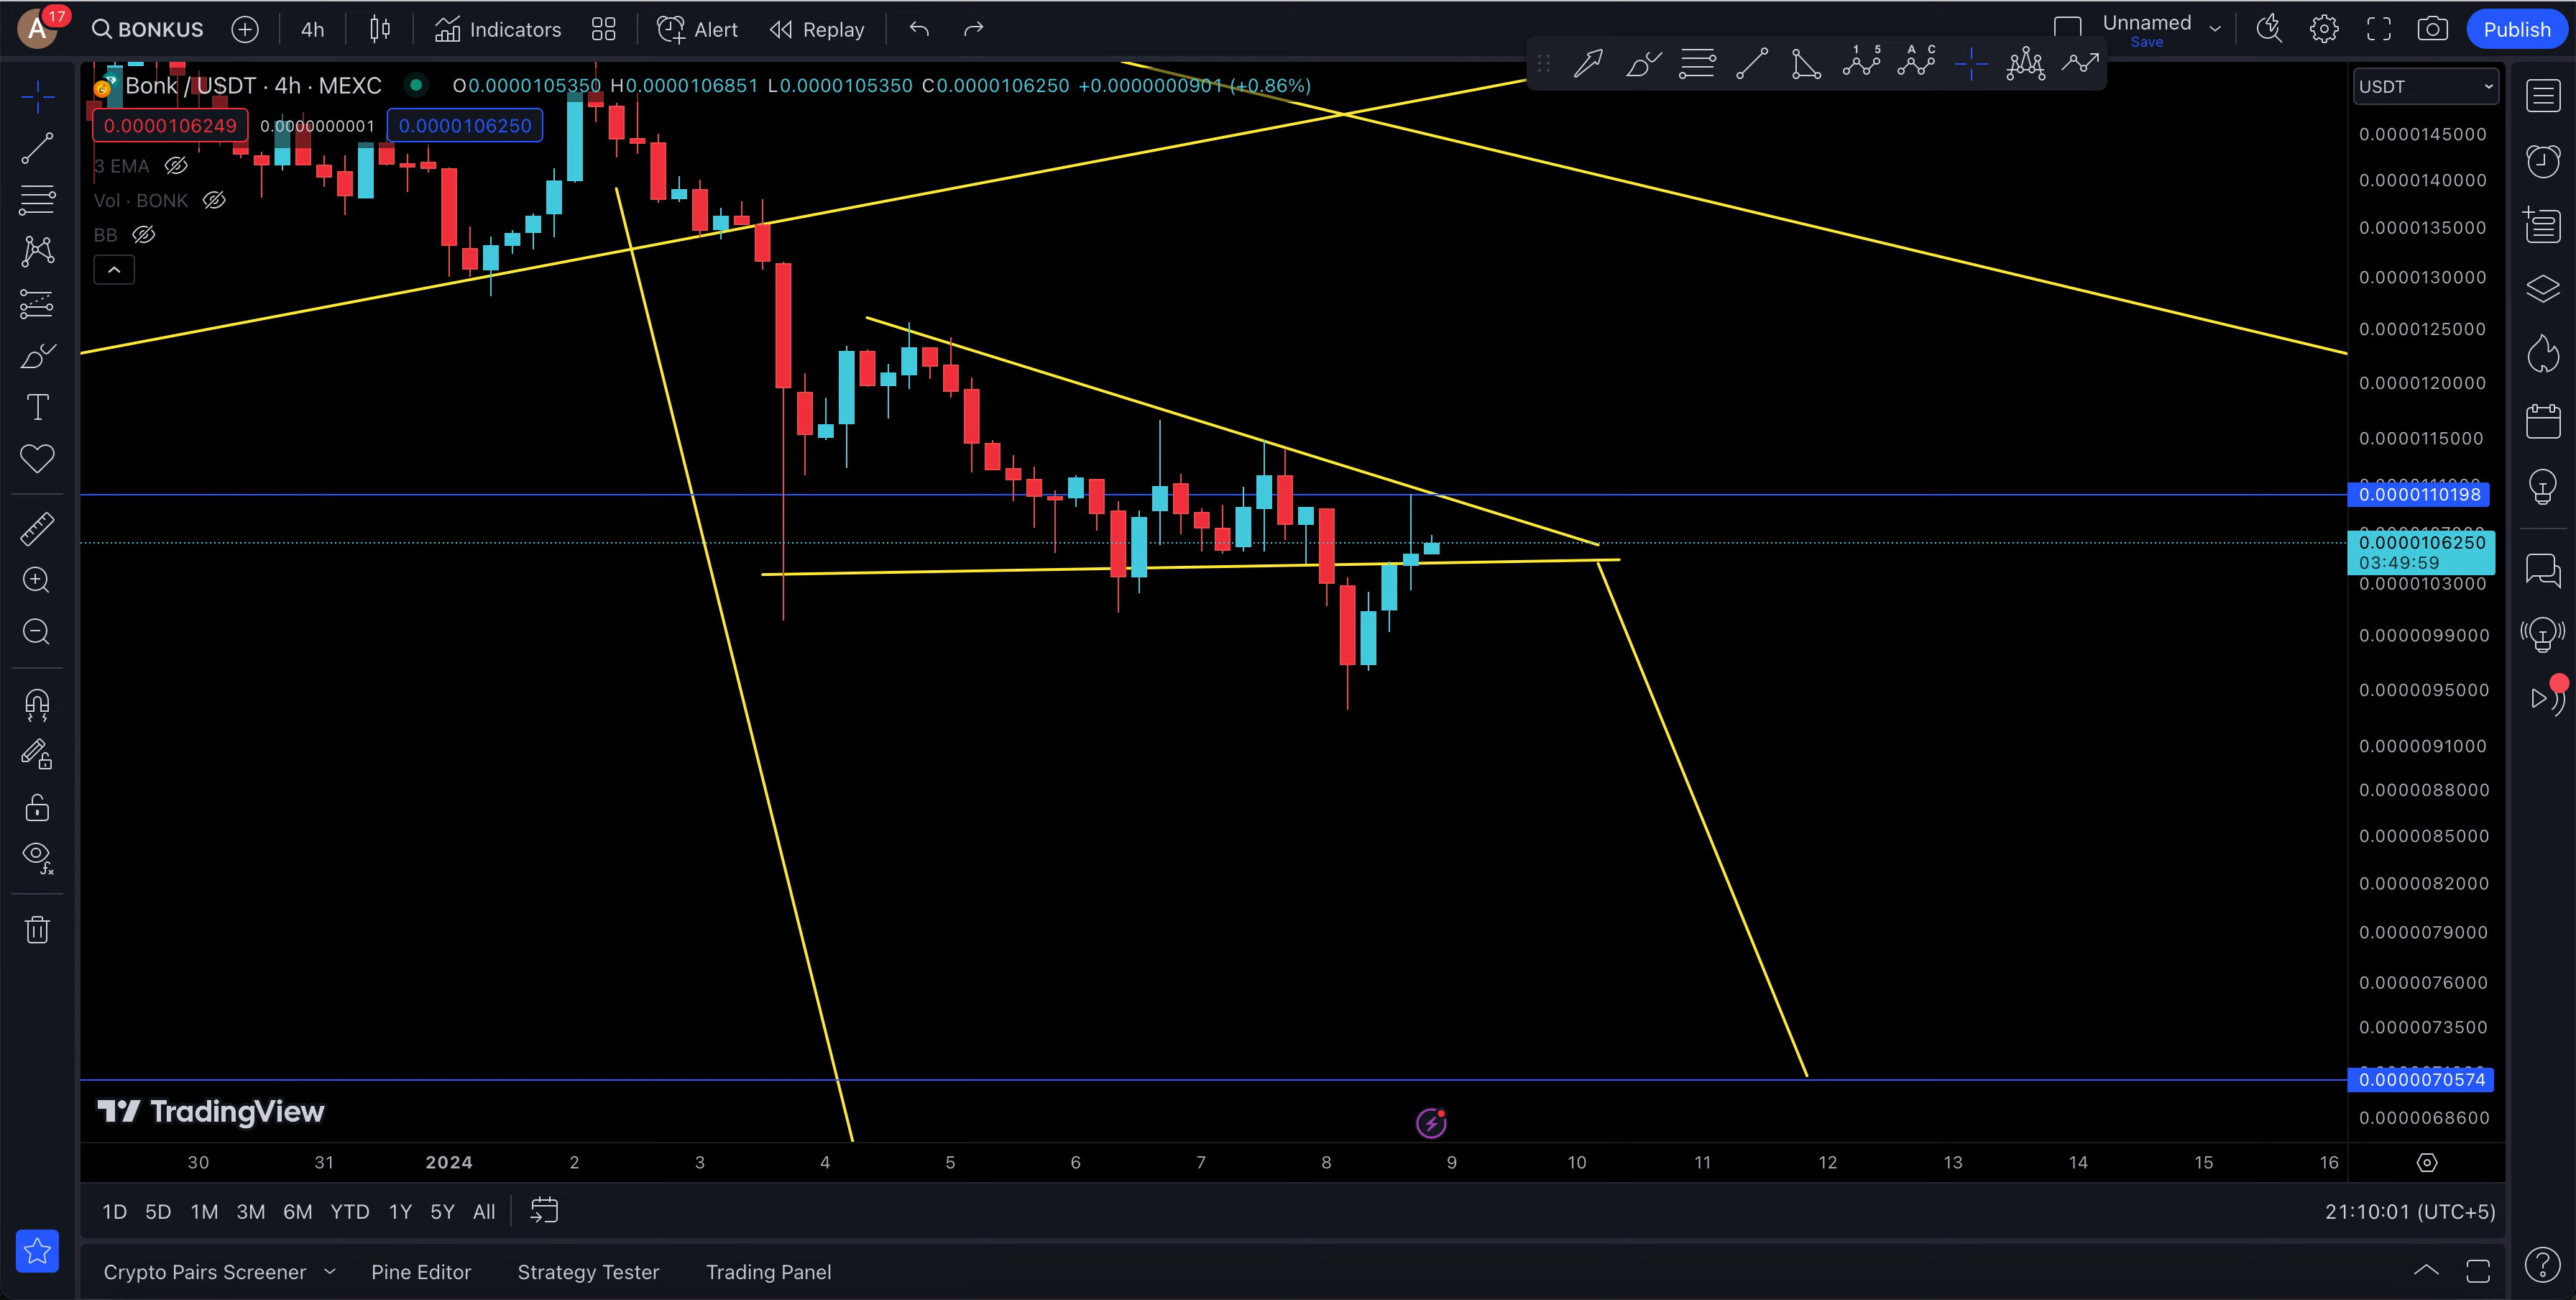 A 17 BONKUS 4h Indicators Alert Replay Unnamed Save Publish
1 5 A C
Bonk / USDT · 4h · MEXC O0.0000105350 H0.0000106851 L0.0000105350 C0.0000106250 +0.0000000901 (+0.86%)
0.0000106249 0.0000000001 0.0000106250
3 EMA
Vol · BONK
BB
USDT
0.0000145000
0.0000140000
0.0000135000
0.0000130000
0.0000125000
0.0000120000
0.0000115000
0.0000110198
0.0000106250
03:49:59
0.0000103000
0.0000099000
0.0000095000
0.0000091000
0.0000088000
0.0000085000
0.0000082000
0.0000079000
0.0000076000
0.0000073500
0.0000070574
0.0000068600
TradingView
30 31 2024 2 3 4 5 6 7 8 9 10 11 12 13 14 15 16
1D 5D 1M 3M 6M YTD 1Y 5Y All 21:10:01 (UTC+5)
Crypto Pairs Screener Pine Editor Strategy Tester Trading Panel